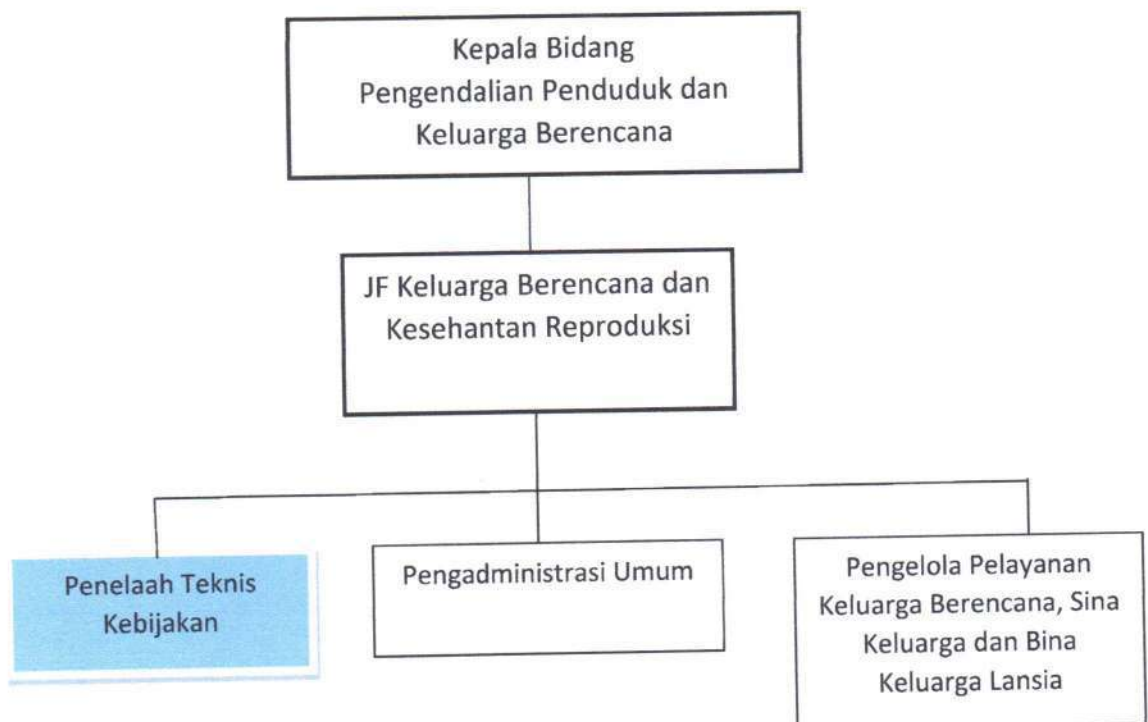 Kepala Bidang
Pengendalian Penduduk dan
Keluarga Berencana
JF Keluarga Berencana dan
Kesehantan Reproduksi
Penelaah Teknis
Kebijakan
Pengadministrasi Umum
Pengelola Pelayanan
Keluarga Berencana, Sina
Keluarga dan Bina
Keluarga Lansia